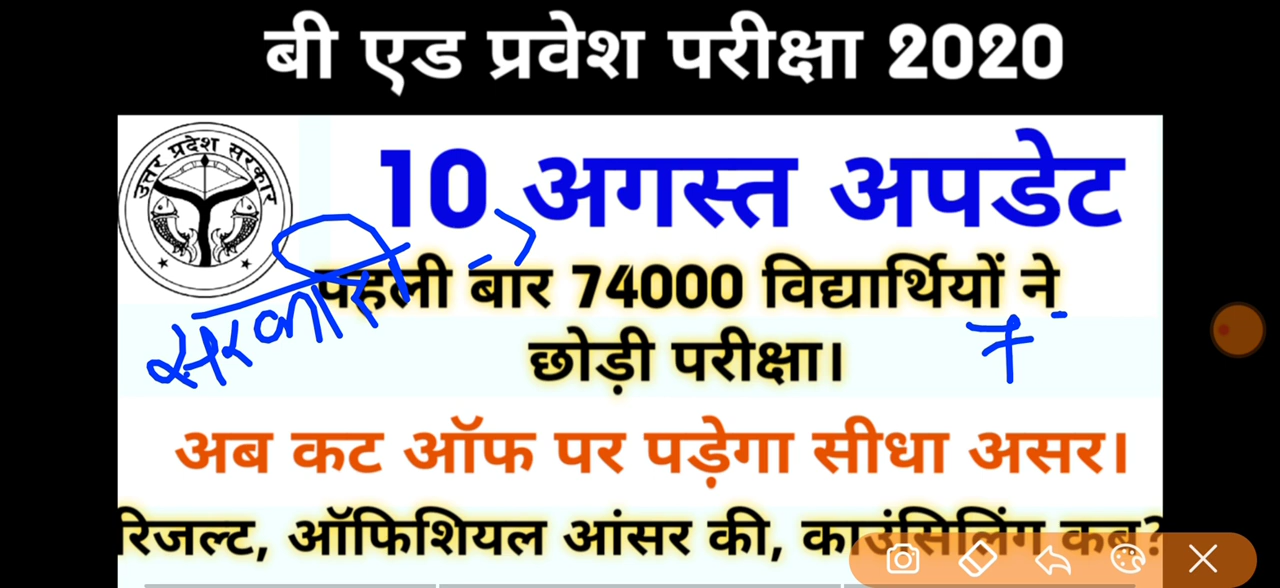 बी एड प्रवेश परीक्षा 2020
उत्तर प्रदेश सरकार
10 अगस्त अपडेट
पहली बार 74000 विद्यार्थियों ने
सरकारी
छोड़ी परीक्षा।
7
अब कट ऑफ पर पड़ेगा सीधा असर।
रिजल्ट, ऑफिशियल आंसर की, काउंसिलिंग कब?